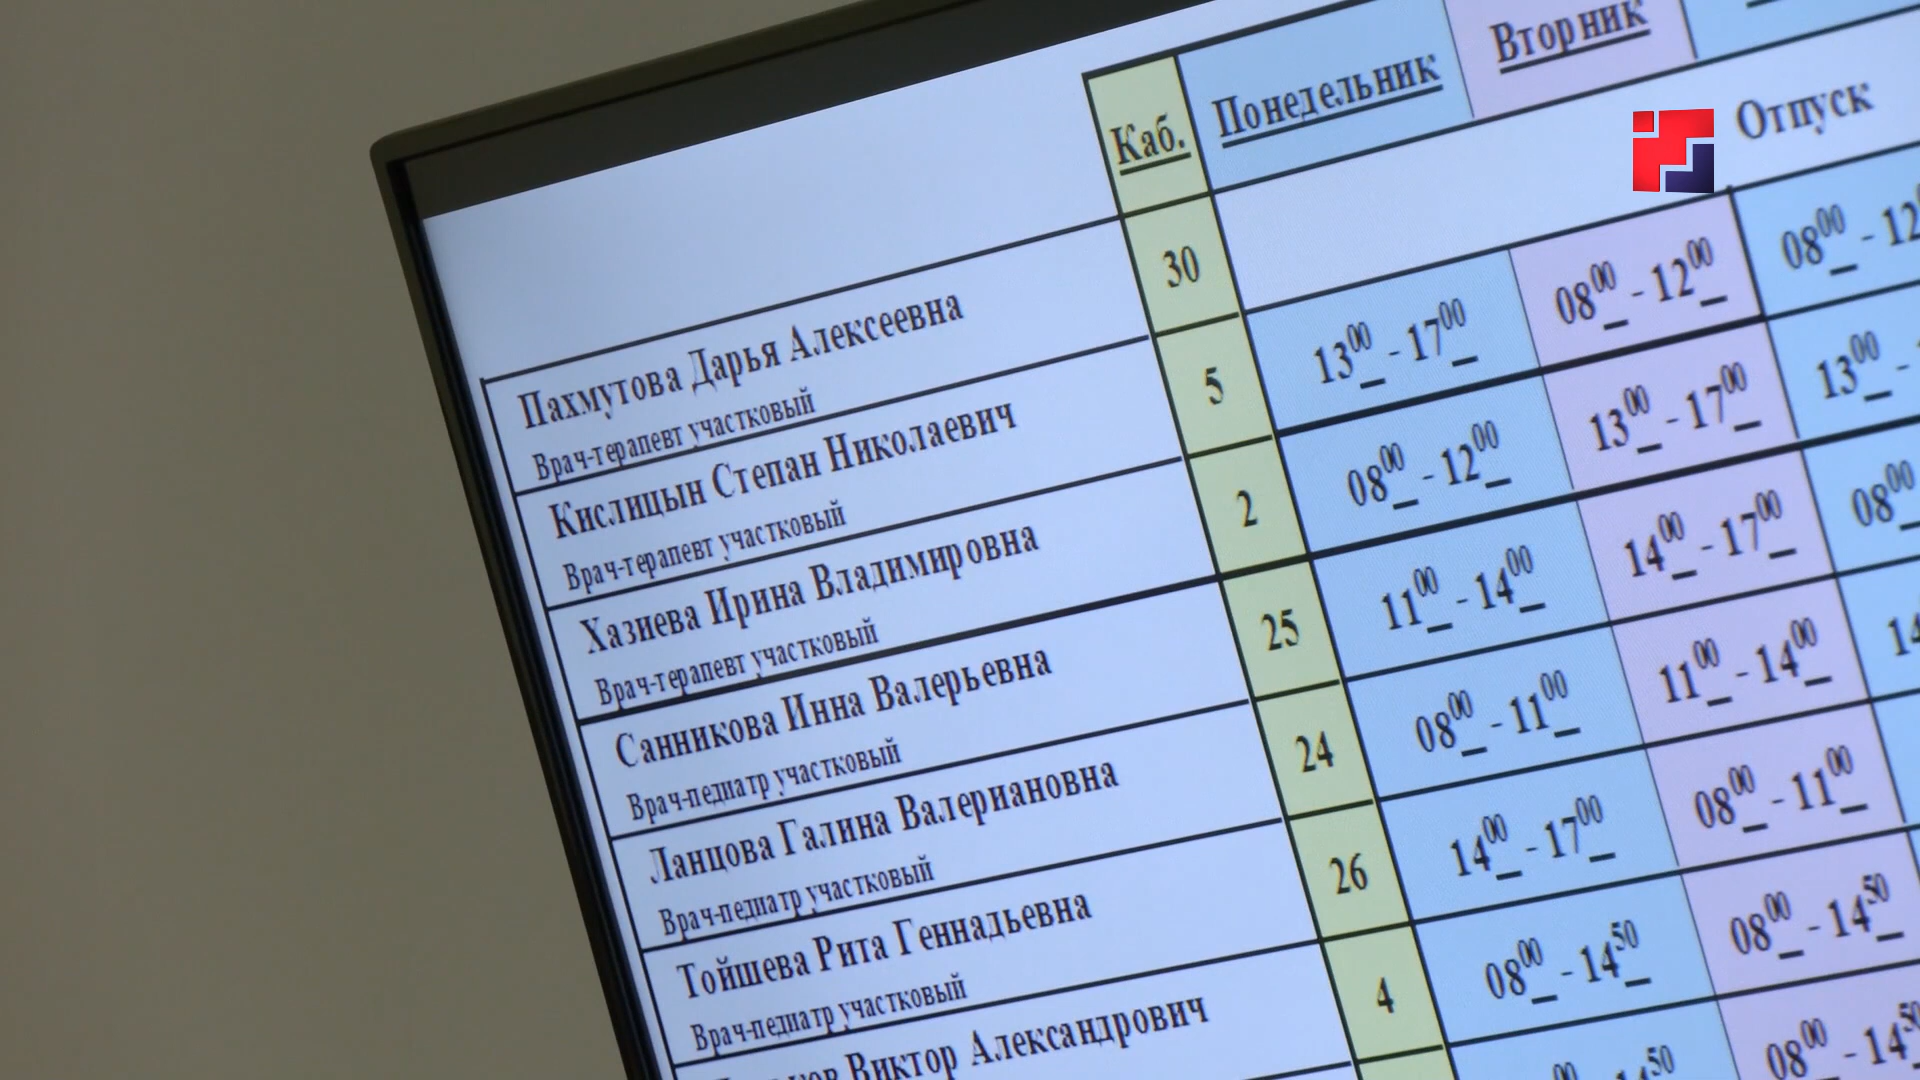 Каб. Понедельник Вторник
Пахмутова Дарья Алексеевна 30 Отпуск
Врач-терапевт участковый
Кислицын Степан Николаевич 5 13⁰⁰ - 17⁰⁰ 08⁰⁰ - 12⁰⁰ 08⁰⁰ - 12
Врач-терапевт участковый
Хазиева Ирина Владимировна 2 08⁰⁰ - 12⁰⁰ 13⁰⁰ - 17⁰⁰ 13⁰⁰ -
Врач-терапевт участковый
Санникова Инна Валерьевна 25 11⁰⁰ - 14⁰⁰ 14⁰⁰ - 17⁰⁰ 08⁰⁰
Врач-педиатр участковый
Ланцова Галина Валериановна 24 08⁰⁰ - 11⁰⁰ 11⁰⁰ - 14⁰⁰ 14
Врач-педиатр участковый
Тойшева Рита Геннадьевна 26 14⁰⁰ - 17⁰⁰ 08⁰⁰ - 11⁰⁰
Врач-педиатр участковый
Виктор Александрович 4 08⁰⁰ - 14⁵⁰ 08⁰⁰ - 14⁵⁰
08⁰⁰ - 14⁵⁰